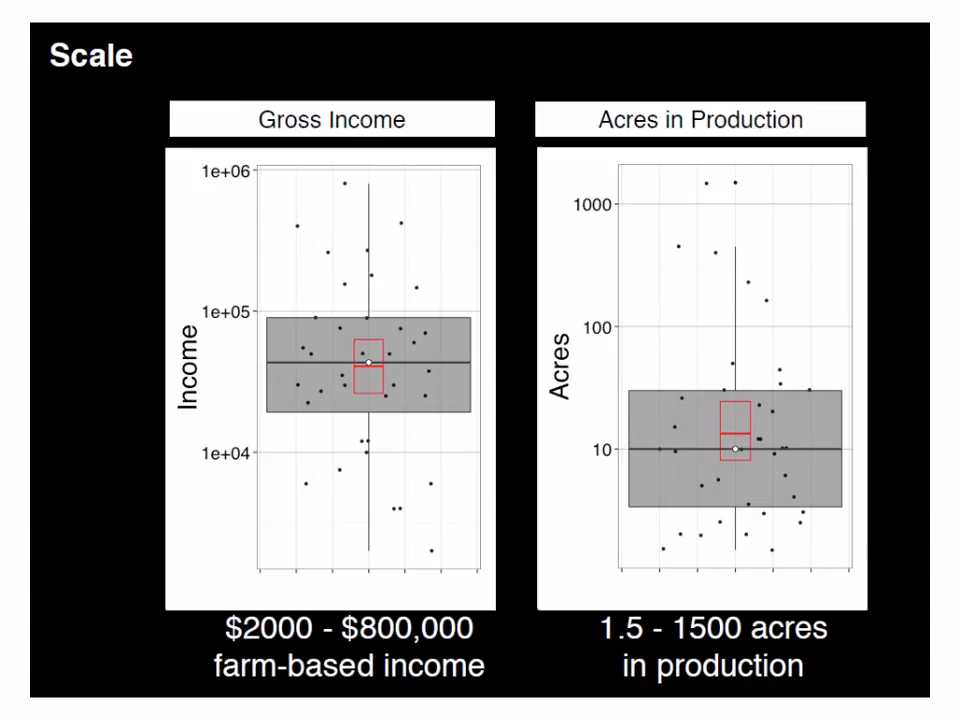 Scale
Gross Income
1e+06
1e+05
1e+04
Income
$2000 - $800,000
farm-based income
Acres in Production
1000
100
10
Acres
1.5 - 1500 acres
in production